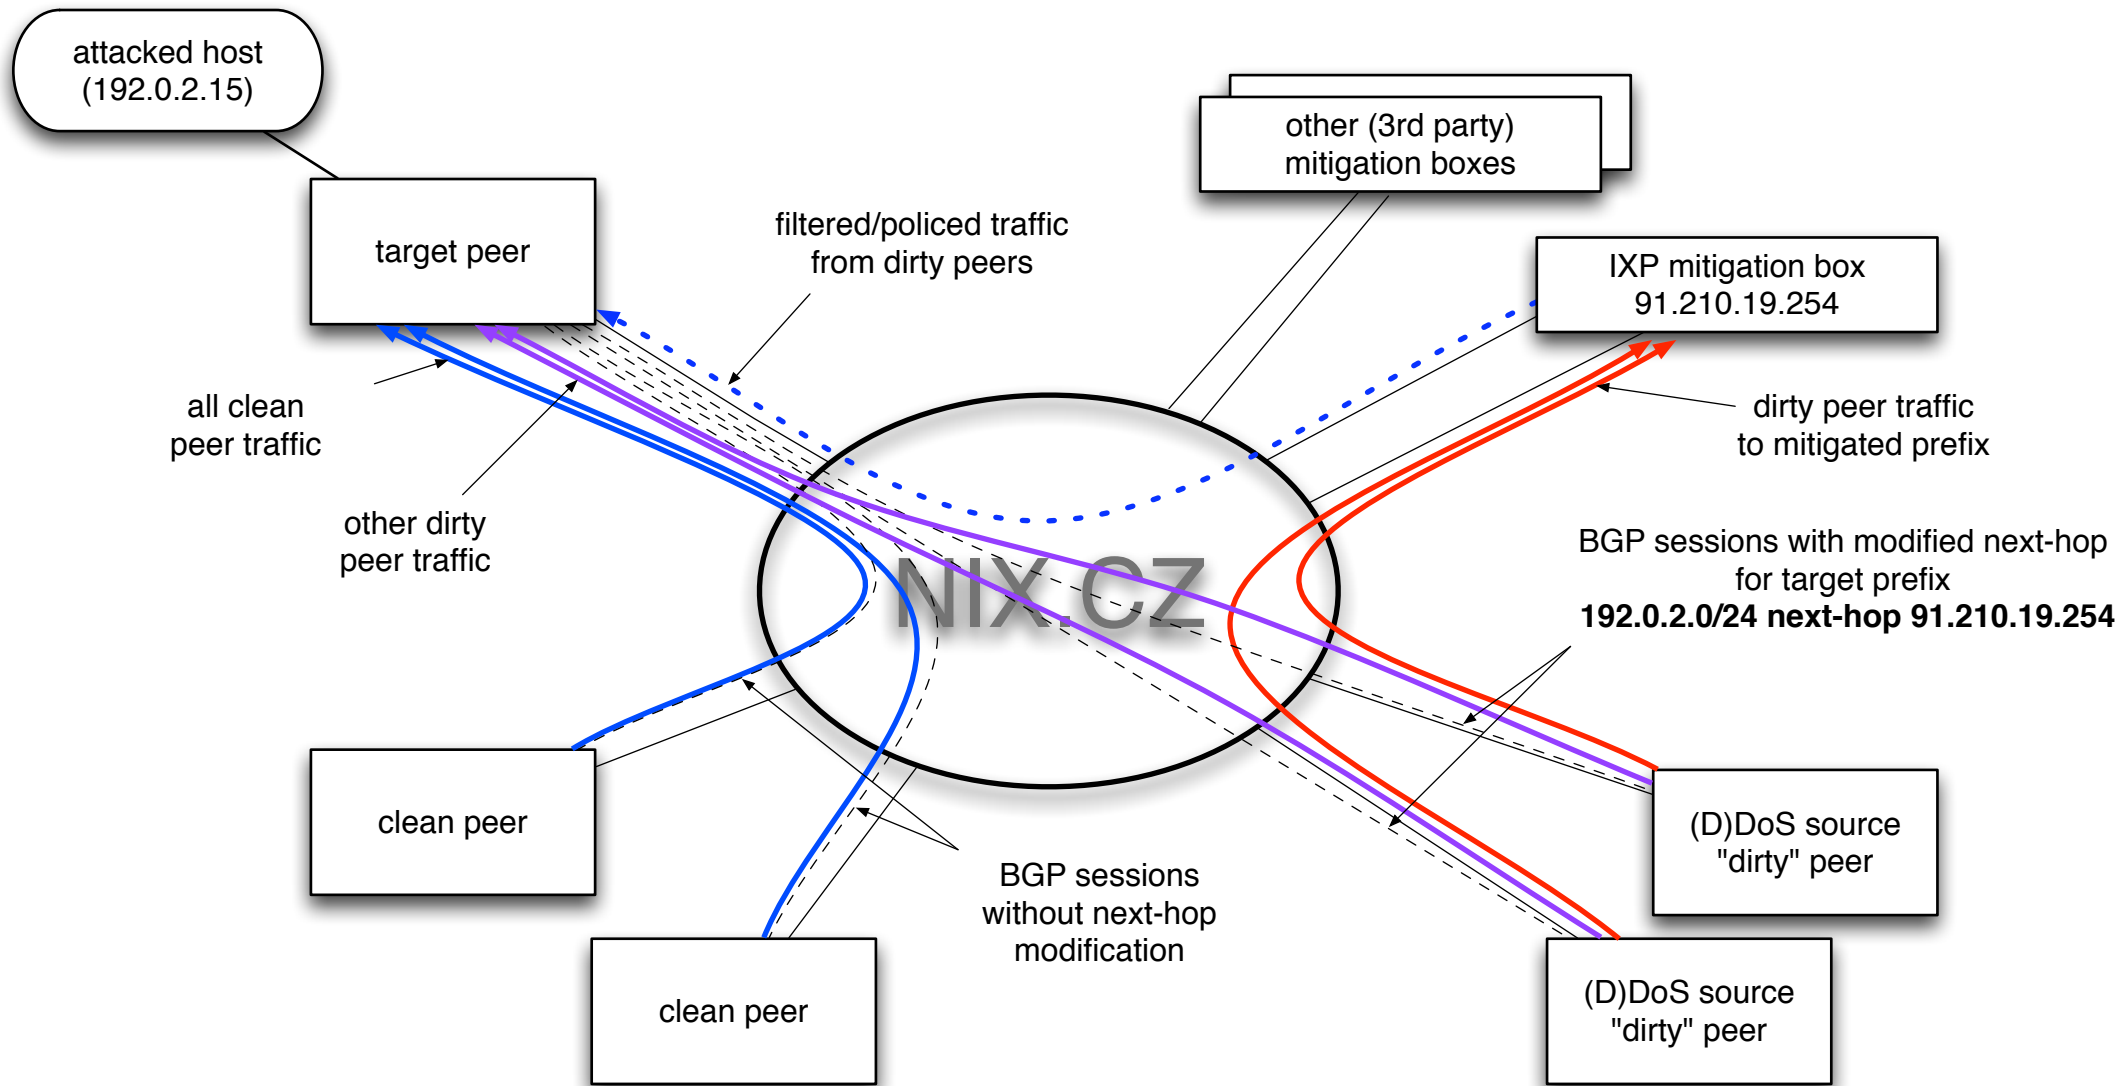 attacked host
(192.0.2.15)
other (3rd party)
mitigation boxes
target peer
filtered/policed traffic
from dirty peers
IXP mitigation box
91.210.19.254
all clean
peer traffic
dirty peer traffic
to mitigated prefix
other dirty
peer traffic
BGP sessions with modified next-hop
for target prefix
192.0.2.0/24 next-hop 91.210.19.254
NIX.CZ
clean peer
(D)DoS source
"dirty" peer
BGP sessions
without next-hop
modification
clean peer
(D)DoS source
"dirty" peer